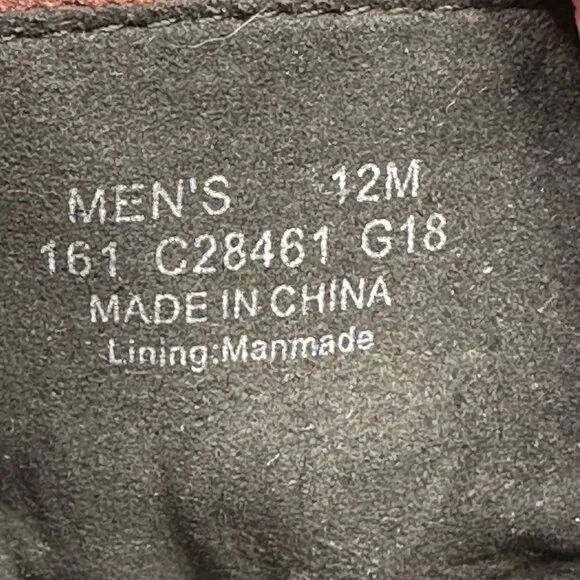 MEN'S 12M
161 C28461 G18
MADE IN CHINA
Lining:Manmade